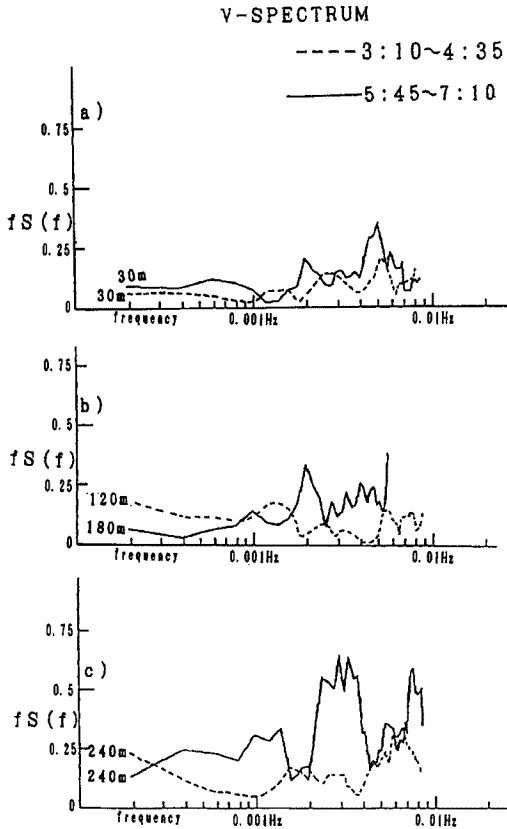 V-SPECTRUM
3:10~4:35
5:45~7:10
a)
0.75
0.5
fS(f)
0.25
30m
30m
0
frequency
0.001Hz
0.01Hz
b)
0.75
0.5
fS(f)
0.25
120m
180m
0
frequency
0.001Hz
0.01Hz
c)
0.75
0.5
fS(f)
0.25
240m
240m
0
frequency
0.001Hz
0.01Hz